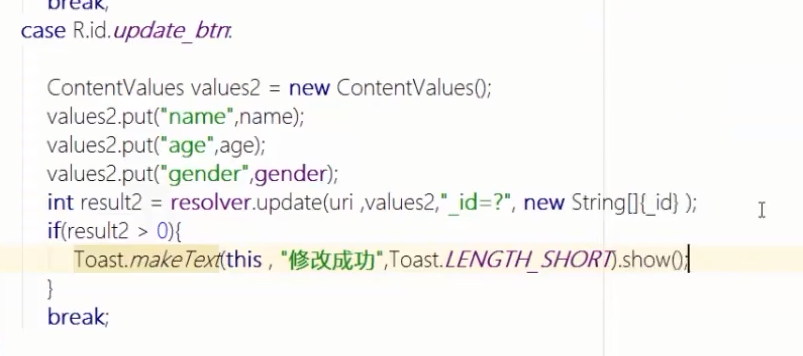 break;
case R.id.update_btn:
ContentValues values2 = new ContentValues();
values2.put("name",name);
values2.put("age",age);
values2.put("gender",gender);
int result2 = resolver.update(uri ,values2,"_id=?", new String[]{_id} );
if(result2 > 0){
Toast.makeText(this , "修改成功",Toast.LENGTH_SHORT).show();
}
break;